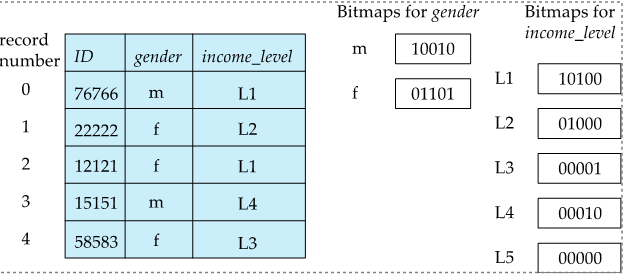 Bitmaps for gender
Bitmaps for income_level
record number
ID gender income_level
0 76766 m L1
1 22222 f L2
2 12121 f L1
3 15151 m L4
4 58583 f L3
m 10010
f 01101
L1 10100
L2 01000
L3 00001
L4 00010
L5 00000